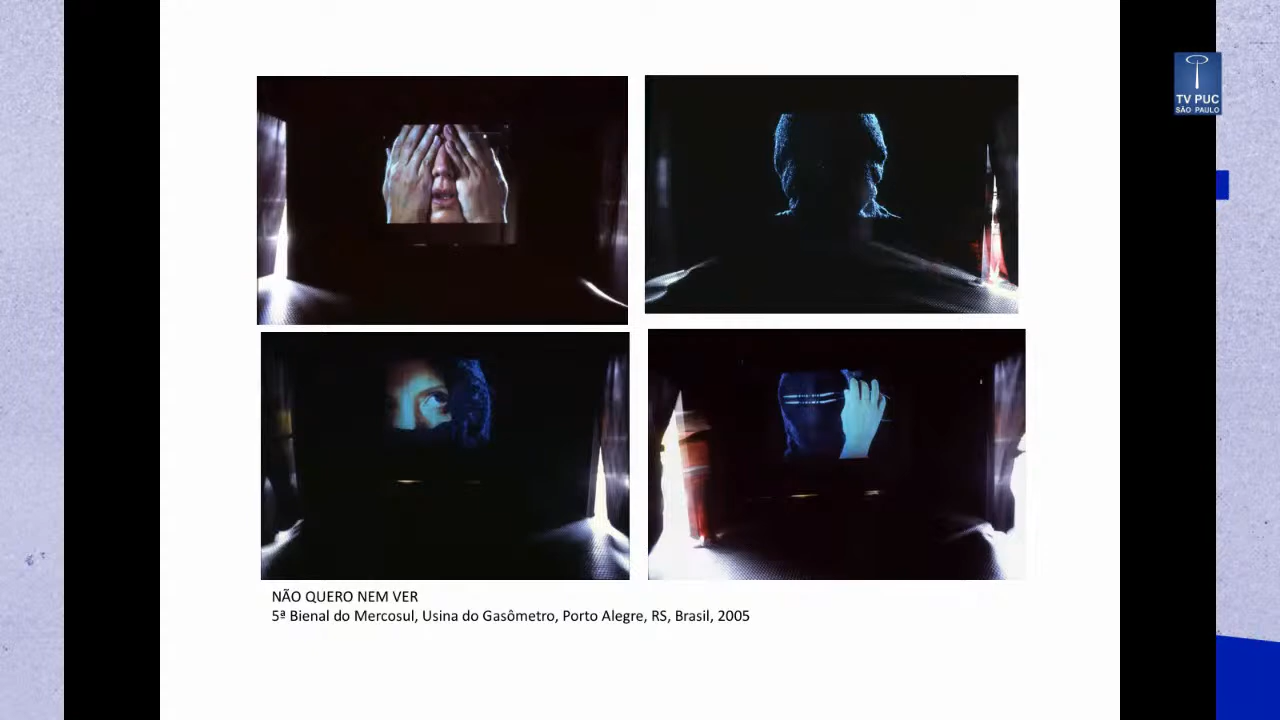 TV PUC
SÃO PAULO
NÃO QUERO NEM VER
5ª Bienal do Mercosul, Usina do Gasômetro, Porto Alegre, RS, Brasil, 2005